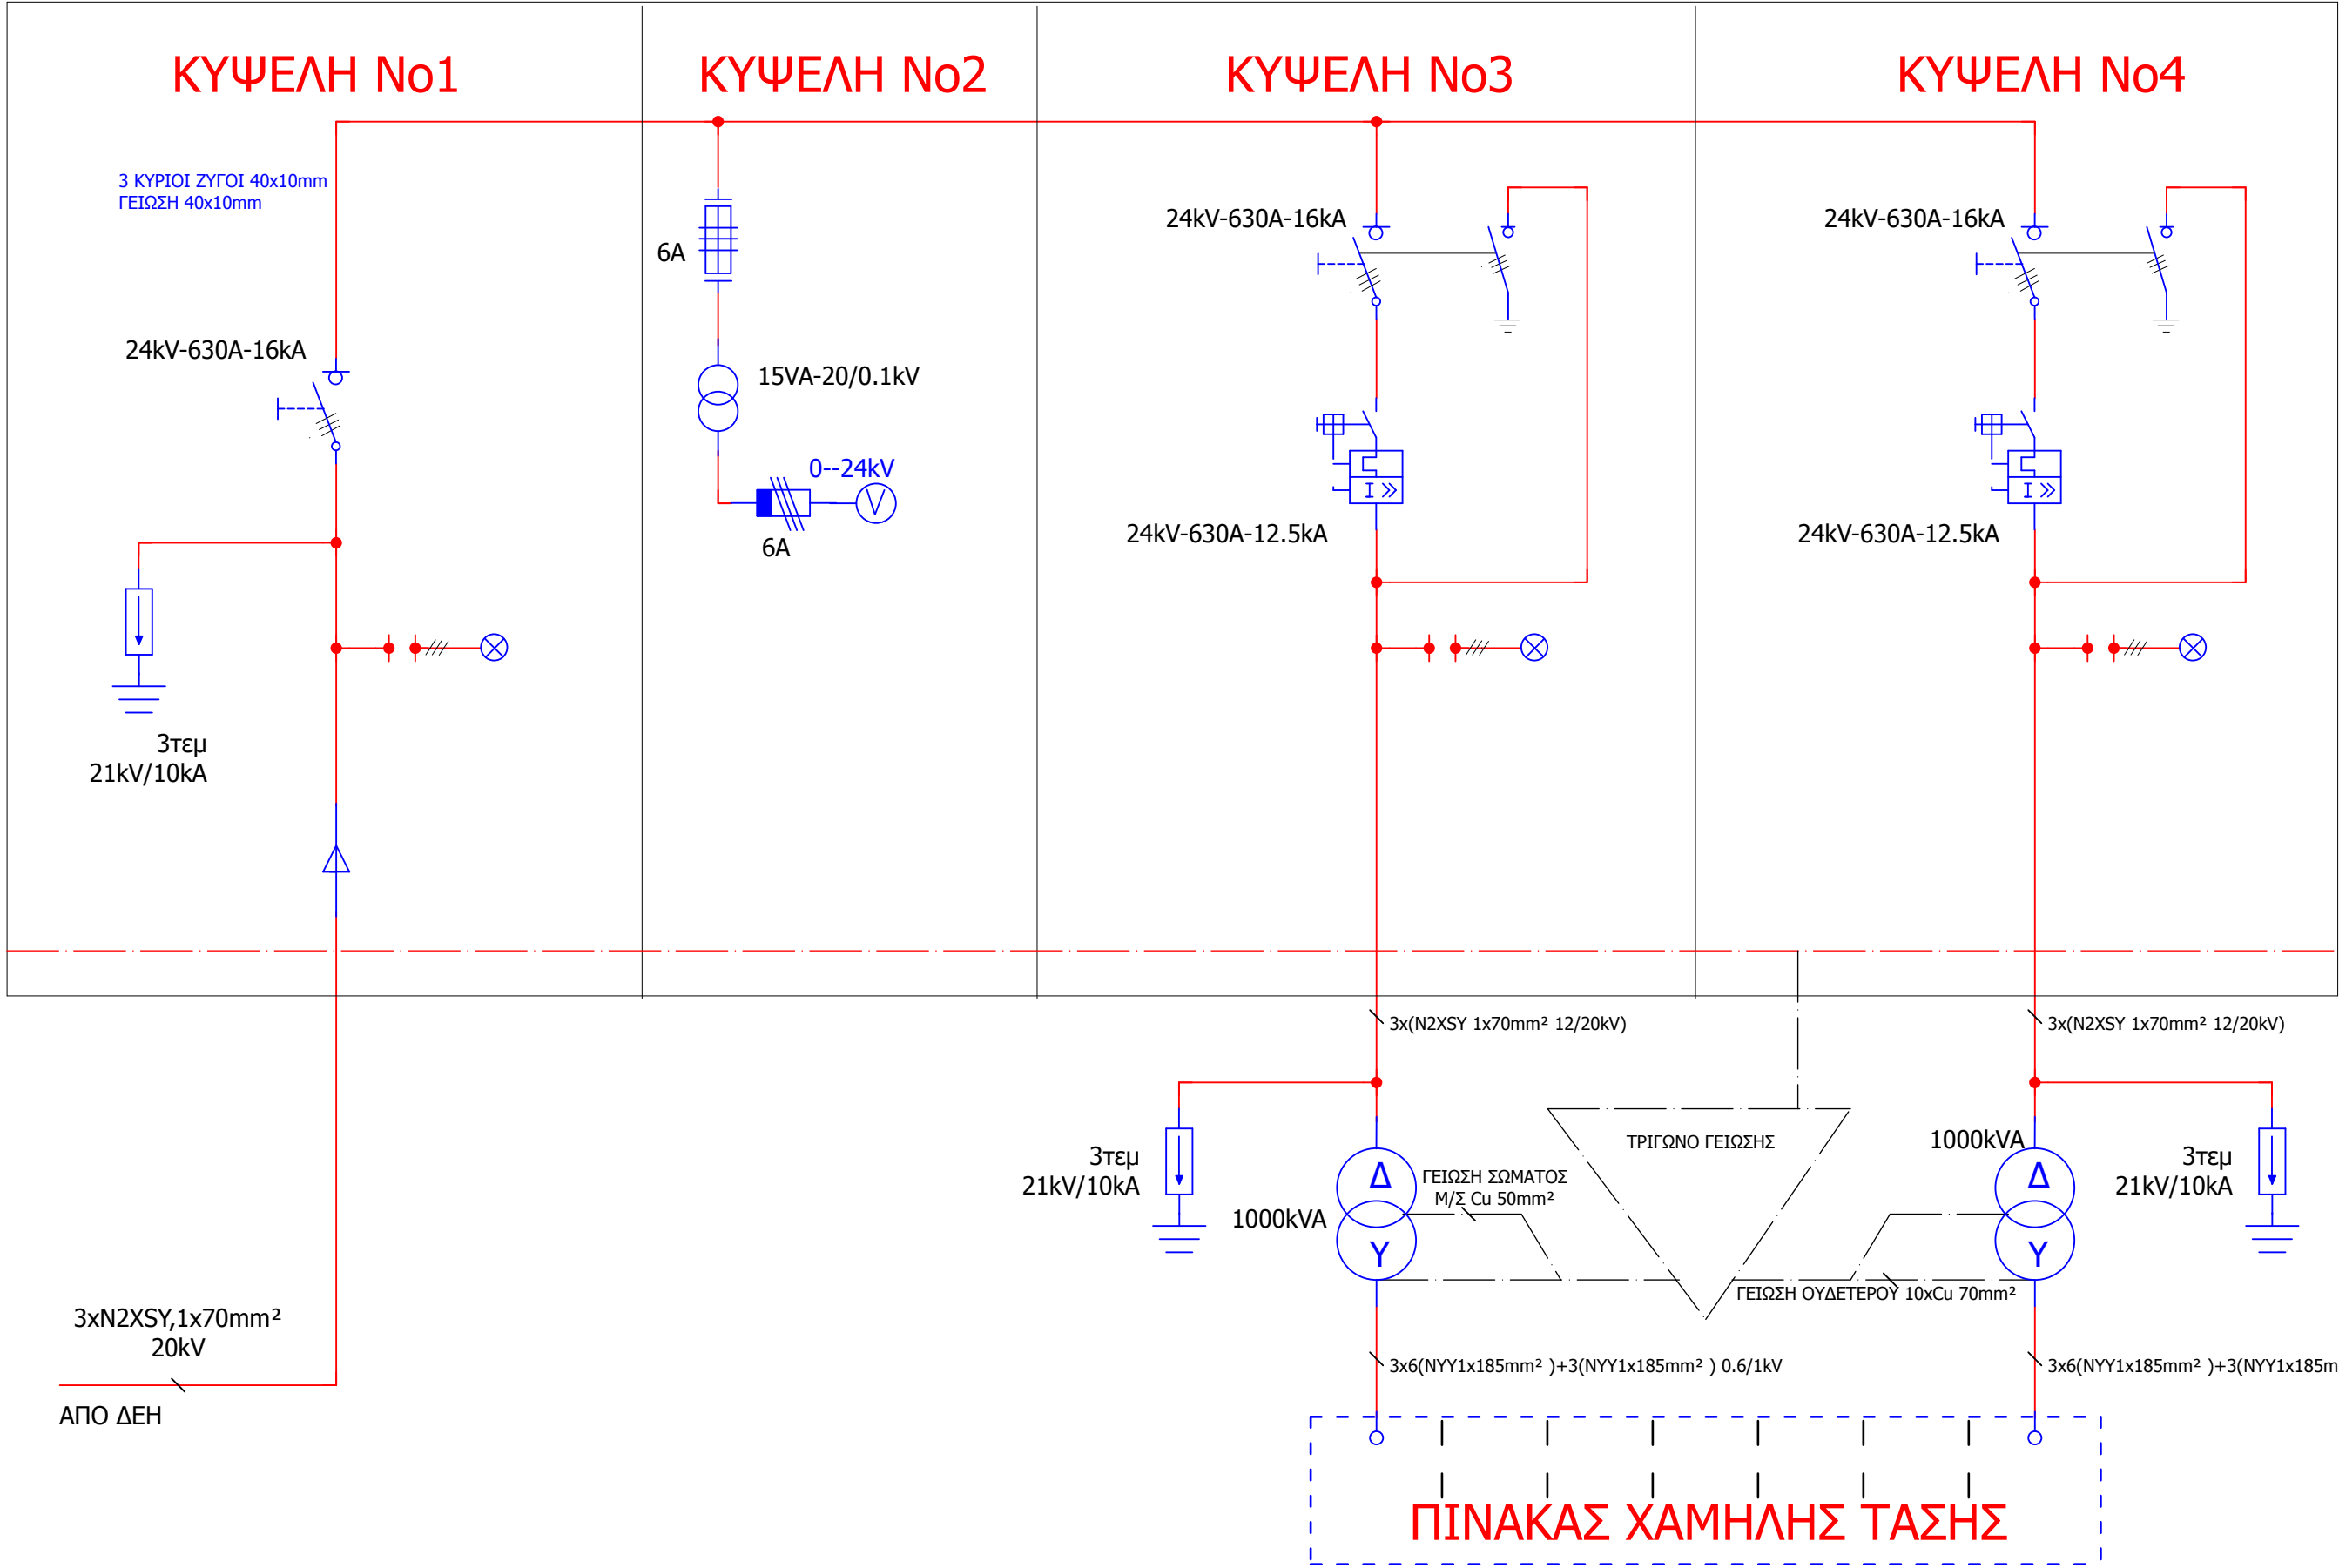 ΚΥΨΕΛΗ Νο1
ΚΥΨΕΛΗ Νο2
ΚΥΨΕΛΗ Νο3
ΚΥΨΕΛΗ Νο4
3 ΚΥΡΙΟΙ ΖΥΓΟΙ 40x10mm
ΓΕΙΩΣΗ 40x10mm
24kV-630A-16kA
3τεμ
21kV/10kA
6A
15VA-20/0.1kV
0--24kV
V
6A
24kV-630A-16kA
I >>
24kV-630A-12.5kA
24kV-630A-16kA
I >>
24kV-630A-12.5kA
3x(N2XSY 1x70mm² 12/20kV)
3x(N2XSY 1x70mm² 12/20kV)
3τεμ
21kV/10kA
1000kVA
Δ
Υ
ΓΕΙΩΣΗ ΣΩΜΑΤΟΣ
Μ/Σ Cu 50mm²
ΤΡΙΓΩΝΟ ΓΕΙΩΣΗΣ
1000kVA
Δ
Υ
3τεμ
21kV/10kA
ΓΕΙΩΣΗ ΟΥΔΕΤΕΡΟΥ 10xCu 70mm²
3xN2XSY,1x70mm²
20kV
ΑΠΟ ΔΕΗ
3x6(NYY1x185mm² )+3(NYY1x185mm² ) 0.6/1kV
3x6(NYY1x185mm² )+3(NYY1x185m
ΠΙΝΑΚΑΣ ΧΑΜΗΛΗΣ ΤΑΣΗΣ